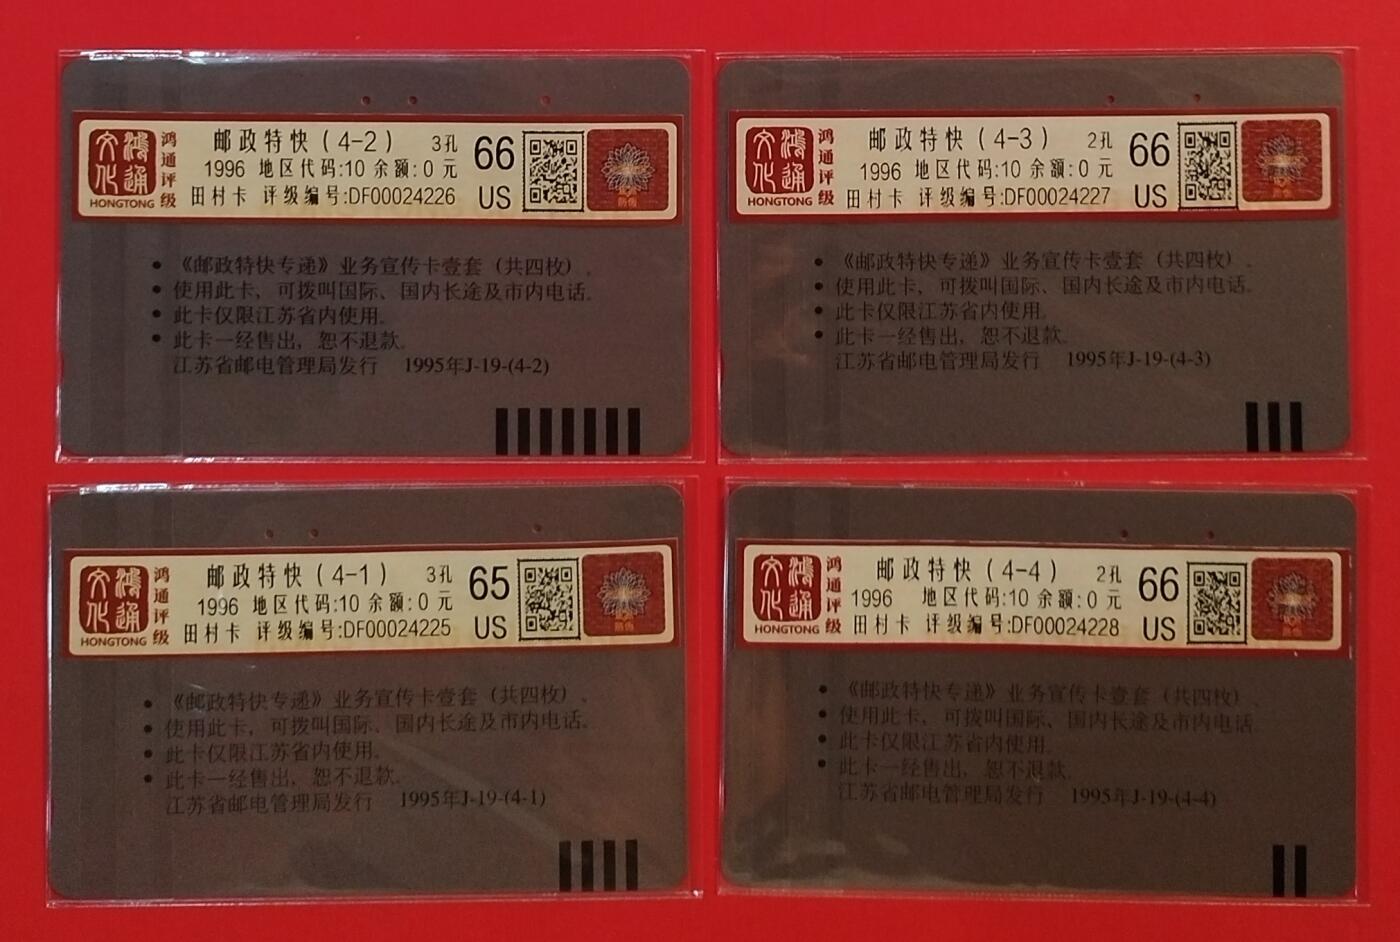 鸿通文化
HONGTONG
鸿通评级
邮政特快(4-2) 3孔
1996 地区代码:10 余额:0 元
田村卡 评级编号:DF00024226
66
US
防伪
• 《邮政特快专递》业务宣传卡壹套(共四枚)。
• 使用此卡,可拨叫国际、国内长途及市内电话。
• 此卡仅限江苏省内使用。
• 此卡一经售出,恕不退款。
江苏省邮电管理局发行 1995年J-19-(4-2)
鸿通文化
HONGTONG
鸿通评级
邮政特快(4-3) 2孔
1996 地区代码:10 余额:0 元
田村卡 评级编号:DF00024227
66
US
防伪
• 《邮政特快专递》业务宣传卡壹套(共四枚)。
• 使用此卡,可拨叫国际、国内长途及市内电话。
• 此卡仅限江苏省内使用。
• 此卡一经售出,恕不退款。
江苏省邮电管理局发行 1995年J-19-(4-3)
鸿通文化
HONGTONG
鸿通评级
邮政特快(4-1) 3孔
1996 地区代码:10 余额:0 元
田村卡 评级编号:DF00024225
65
US
防伪
• 《邮政特快专递》业务宣传卡壹套(共四枚)。
• 使用此卡,可拨叫国际、国内长途及市内电话。
• 此卡仅限江苏省内使用。
• 此卡一经售出,恕不退款。
江苏省邮电管理局发行 1995年J-19-(4-1)
鸿通文化
HONGTONG
鸿通评级
邮政特快(4-4) 2孔
1996 地区代码:10 余额:0 元
田村卡 评级编号:DF00024228
66
US
防伪
• 《邮政特快专递》业务宣传卡壹套(共四枚)。
• 使用此卡,可拨叫国际、国内长途及市内电话
• 此卡仅限江苏省内使用。
• 此卡一经售出,恕不退款。
江苏省邮电管理局发行 1995年J-19-(4-4)